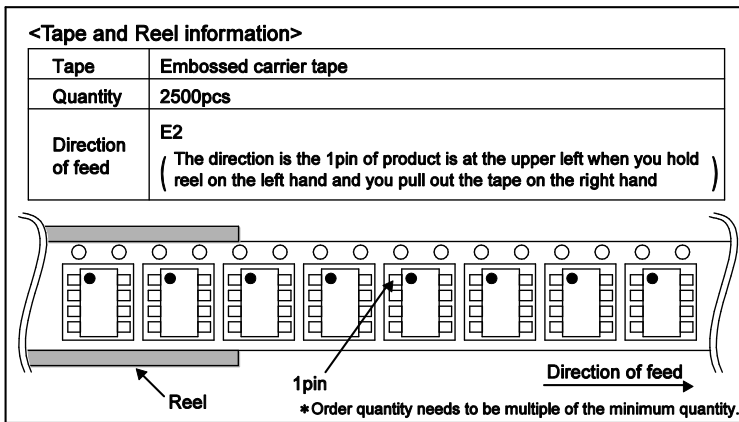 <Tape and Reel information>
Tape Embossed carrier tape
Quantity 2500pcs
Direction of feed E2
( The direction is the 1pin of product is at the upper left when you hold
reel on the left hand and you pull out the tape on the right hand )
Direction of feed
1pin
Reel
*Order quantity needs to be multiple of the minimum quantity.